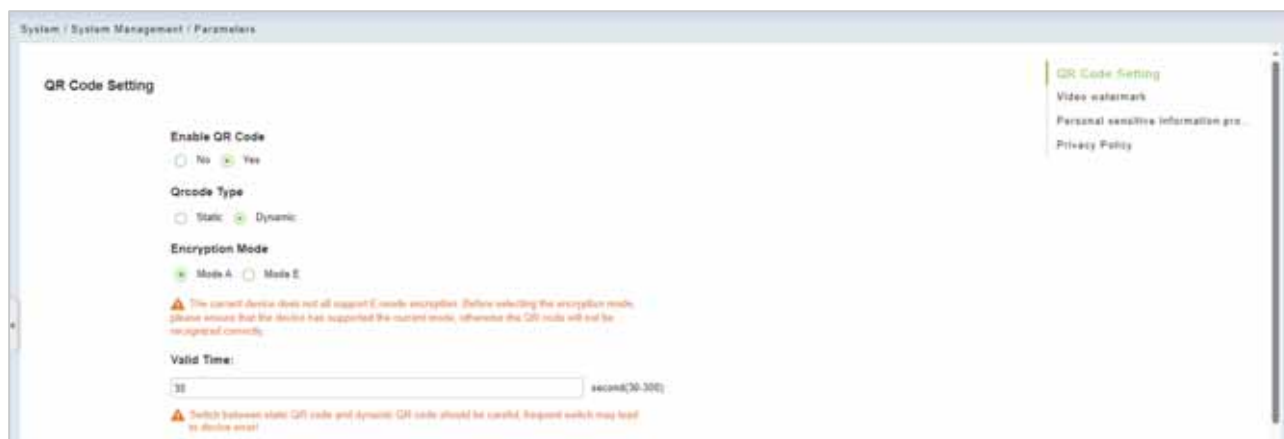 System / System Management / Parameters
QR Code Setting
QR Code Setting
Video watermark
Personal sensitive information pro...
Privacy Policy
Enable QR Code
No Yes
Qrcode Type
Static Dynamic
Encryption Mode
Mode A Mode E
The current device does not all support E mode encryption. Before selecting the encryption mode,
please ensure that the device has supported the current mode, otherwise the QR code will not be
recognized correctly.
Valid Time:
30 second(30-300)
Switch between static QR code and dynamic QR code should be careful, frequent switch may lead
to device error!